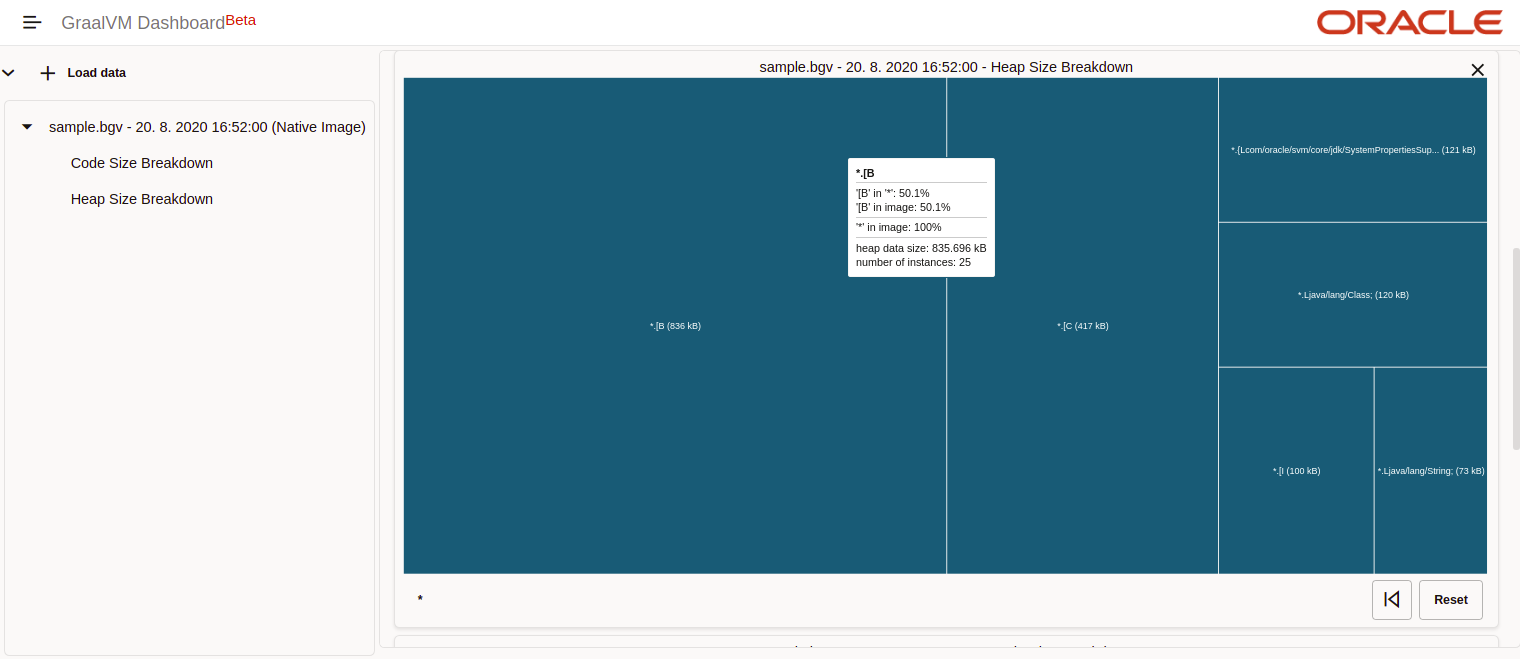 GraalVM Dashboard Beta
ORACLE
Load data
sample.bgv - 20. 8. 2020 16:52:00 (Native Image)
Code Size Breakdown
Heap Size Breakdown
sample.bgv - 20. 8. 2020 16:52:00 - Heap Size Breakdown
*.[B
'[B' in '*': 50.1%
'[B' in image: 50.1%
'*' in image: 100%
heap data size: 835.696 kB
number of instances: 25
*.[B (836 kB)
*.[C (417 kB)
*.{Lcom/oracle/svm/core/jdk/SystemPropertiesSup... (121 kB)
*.Ljava/lang/Class; (120 kB)
*.[I (100 kB)
*.Ljava/lang/String; (73 kB)
*
Reset